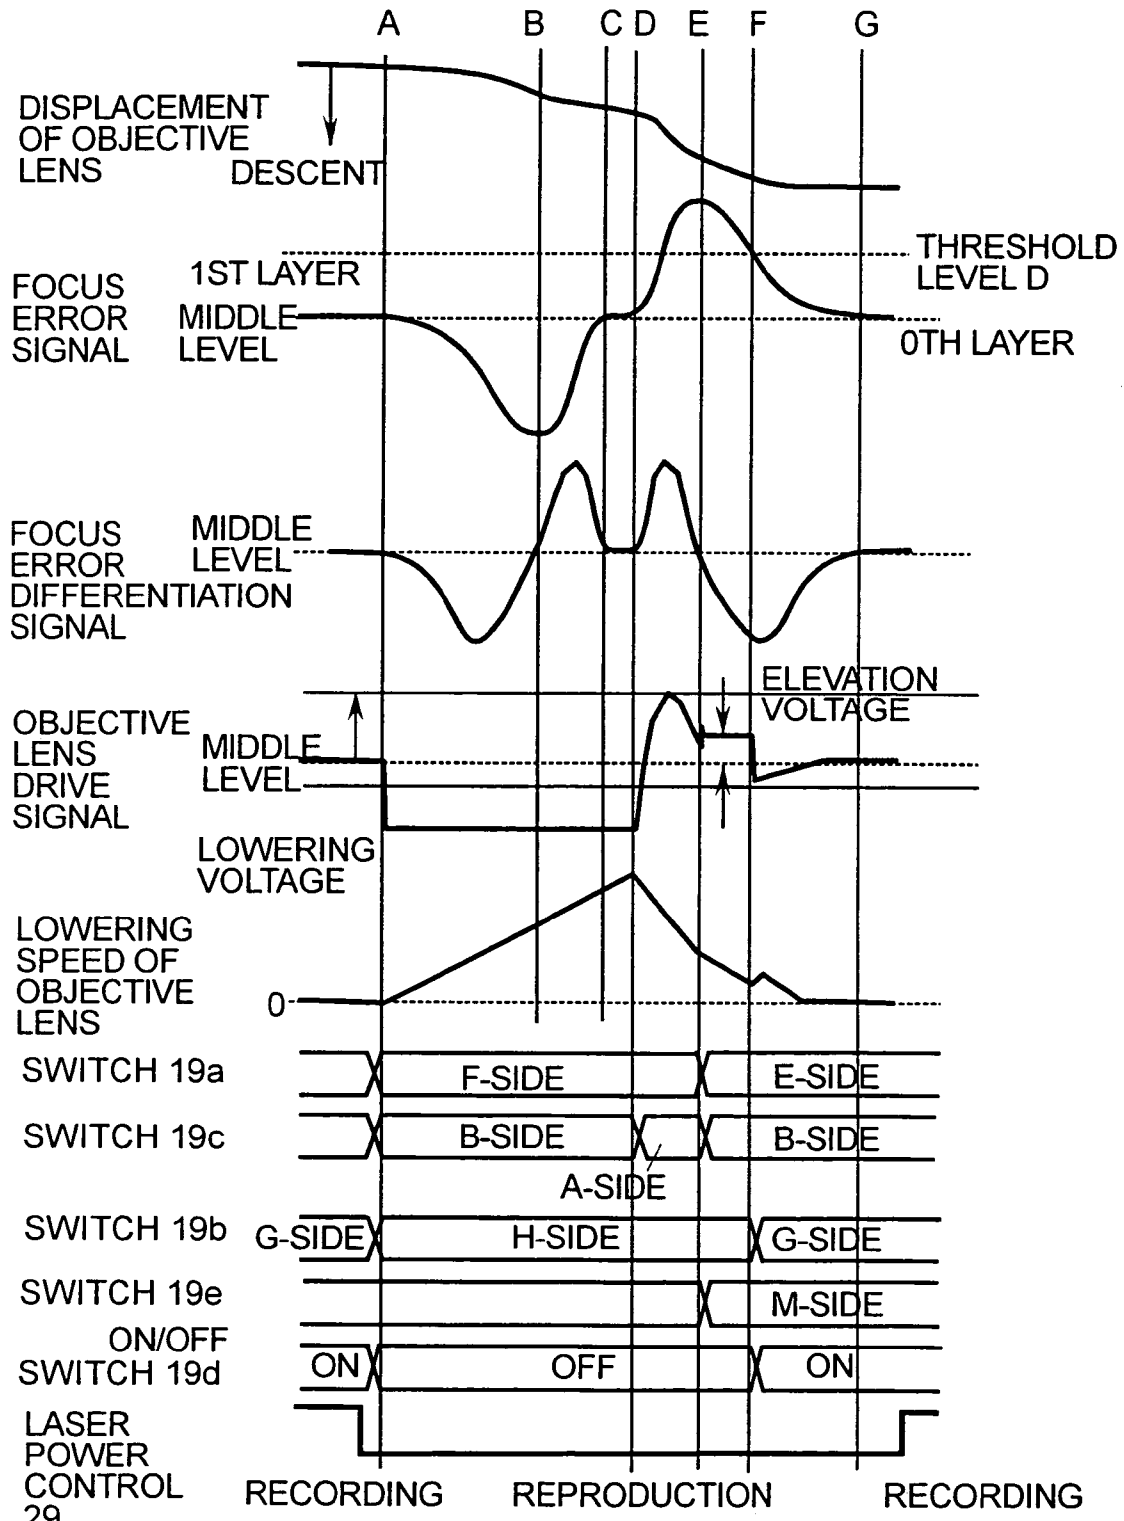 A B C D E F G
DISPLACEMENT
OF OBJECTIVE
LENS
DESCENT
THRESHOLD
LEVEL D
1ST LAYER
FOCUS
ERROR
SIGNAL
MIDDLE
LEVEL
0TH LAYER
FOCUS
ERROR
DIFFERENTIATION
SIGNAL
MIDDLE
LEVEL
ELEVATION
VOLTAGE
OBJECTIVE
LENS
DRIVE
SIGNAL
MIDDLE
LEVEL
LOWERING
VOLTAGE
LOWERING
SPEED OF
OBJECTIVE
LENS
0
SWITCH 19a
F-SIDE
E-SIDE
SWITCH 19c
B-SIDE
B-SIDE
A-SIDE
SWITCH 19b
G-SIDE
H-SIDE
G-SIDE
SWITCH 19e
M-SIDE
ON/OFF
SWITCH 19d
ON
OFF
ON
LASER
POWER
CONTROL
29
RECORDING
REPRODUCTION
RECORDING